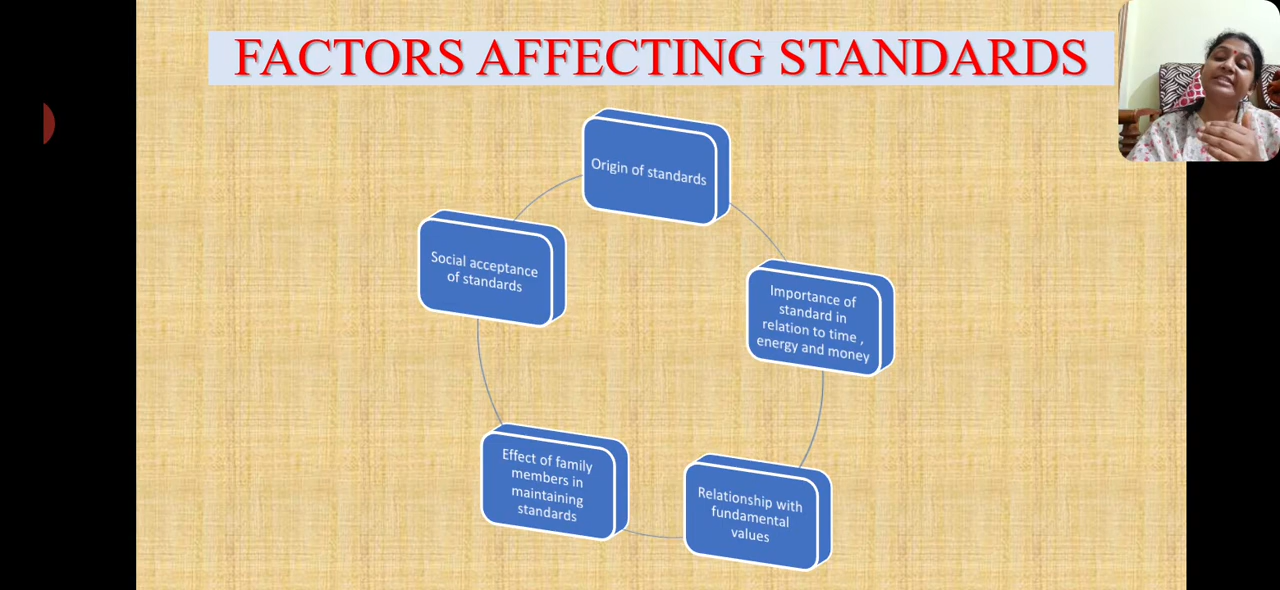 FACTORS AFFECTING STANDARDS
Origin of standards
Importance of
standard in
relation to time ,
energy and money
Relationship with
fundamental
values
Effect of family
members in
maintaining
standards
Social acceptance
of standards